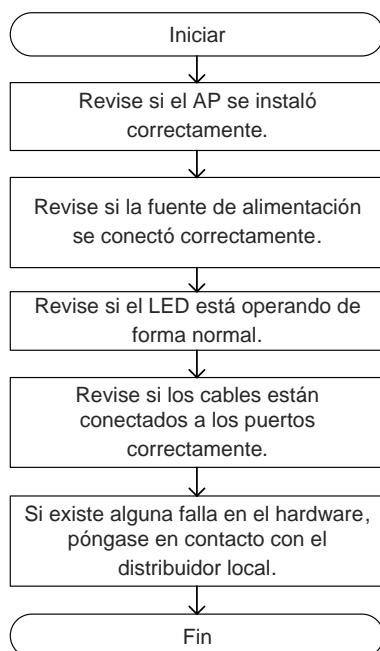 Iniciar
Revise si el AP se instaló
correctamente.
Revise si la fuente de alimentación
se conectó correctamente.
Revise si el LED está operando de
forma normal.
Revise si los cables están
conectados a los puertos
correctamente.
Si existe alguna falla en el hardware,
póngase en contacto con el
distribuidor local.
Fin